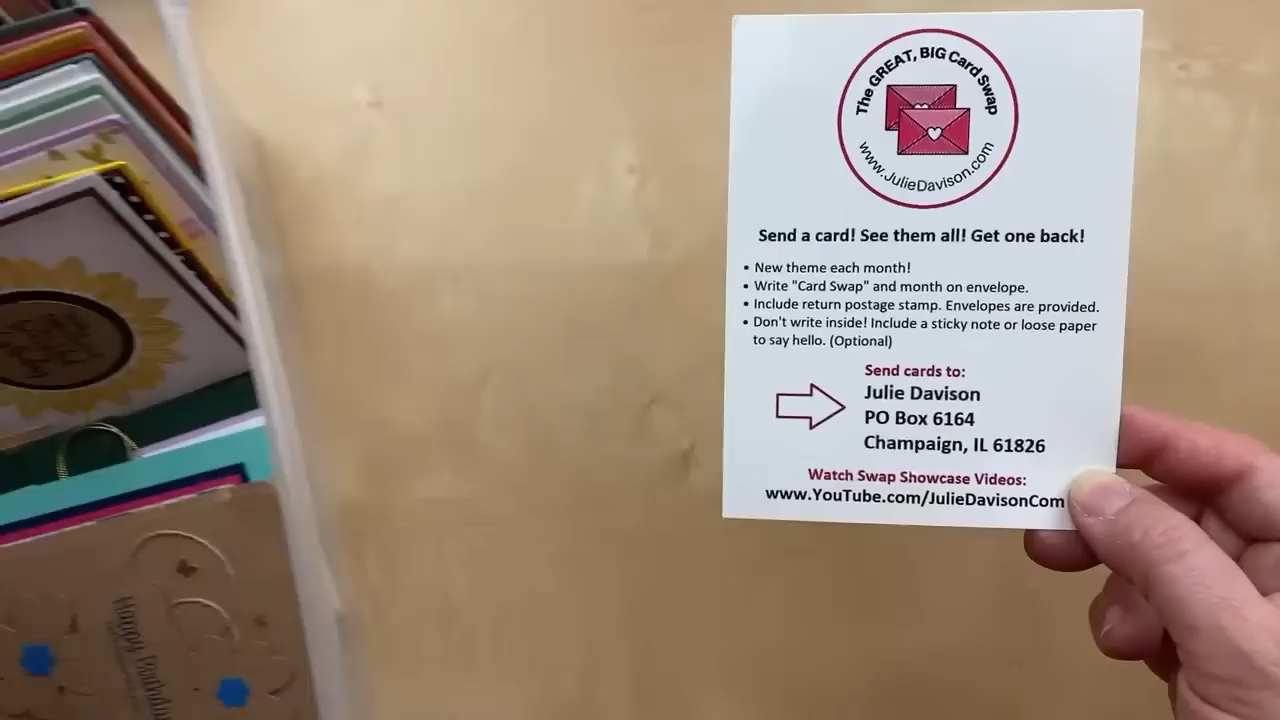 The GREAT, BIG Card Swap
www.JulieDavison.com
Send a card! See them all! Get one back!
• New theme each month!
• Write "Card Swap" and month on envelope.
• Include return postage stamp. Envelopes are provided.
• Don't write inside! Include a sticky note or loose paper
to say hello. (Optional)
Send cards to:
Julie Davison
PO Box 6164
Champaign, IL 61826
Watch Swap Showcase Videos:
www.YouTube.com/JulieDavisonCom
Happy Birthday